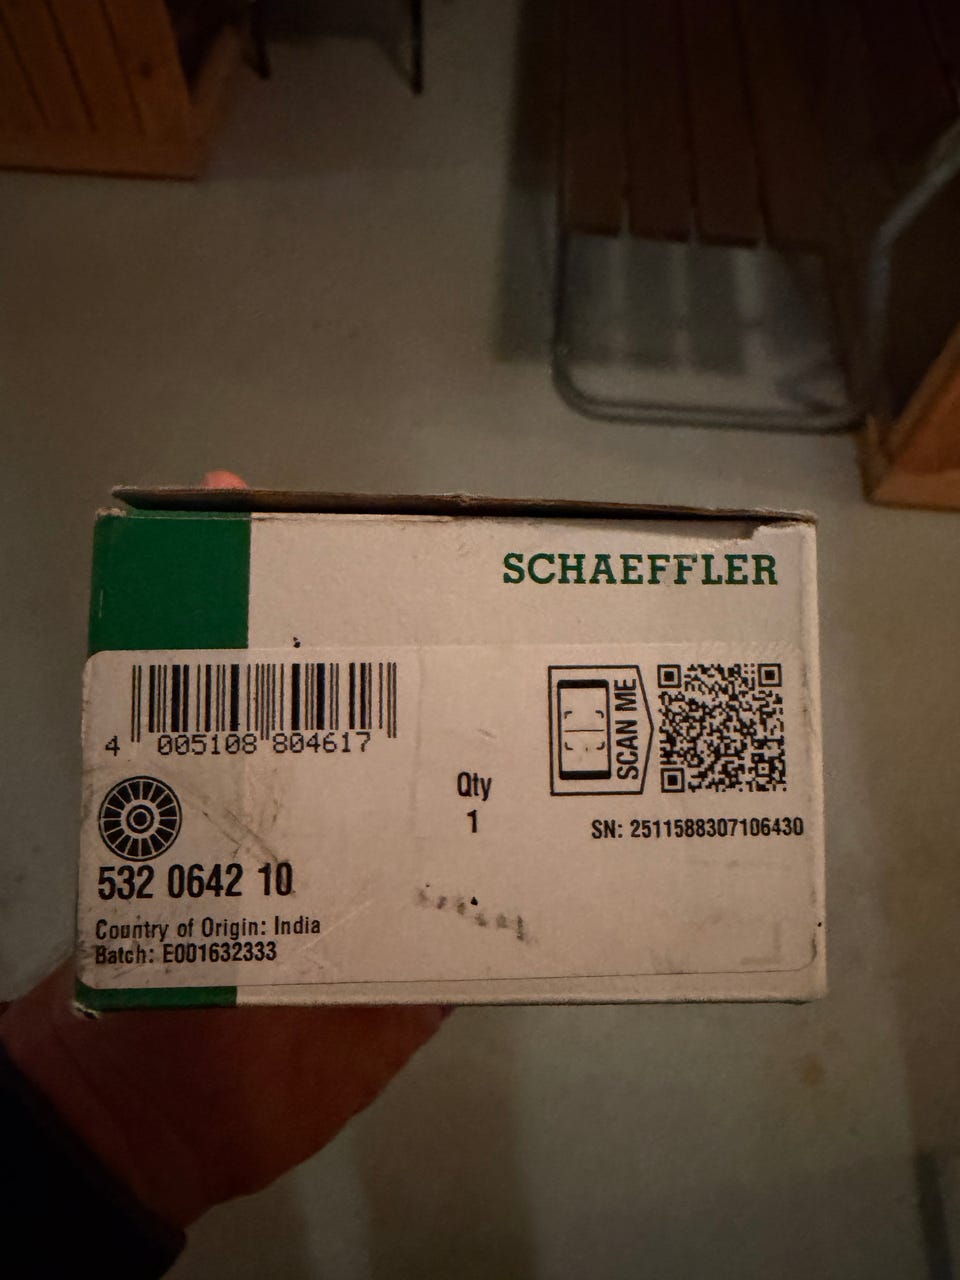 SCHAEFFLER
4 005108 804617
SCAN ME
Qty
1
SN: 2511588307106430
532 0642 10
Country of Origin: India
Batch: E001632333